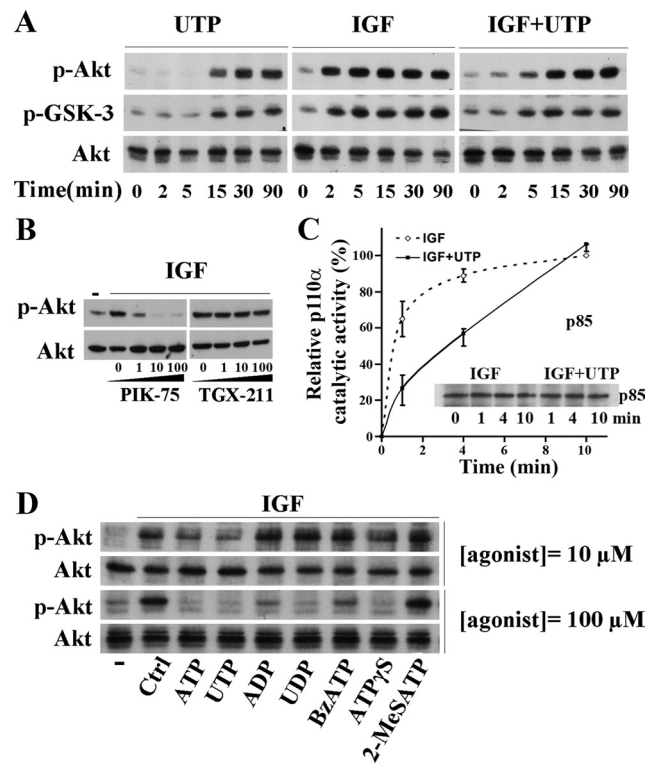 A
UTP IGF IGF+UTP
p-Akt
p-GSK-3
Akt
Time(min) 0 2 5 15 30 90 0 2 5 15 30 90 0 2 5 15 30 90
B
IGF
-
p-Akt
Akt
0 1 10 100 0 1 10 100
PIK-75 TGX-211
C
Relative p110α
catalytic activity (%)
100
80
60
40
20
0
IGF
IGF+UTP
p85
IGF IGF+UTP
p85
0 1 4 10 1 4 10 min
0 2 4 6 8 10
Time (min)
D
IGF
p-Akt
Akt
[agonist]= 10 µM
p-Akt
Akt
[agonist]= 100 µM
- Ctrl ATP UTP ADP UDP BzATP ATPγS 2-MeSATP